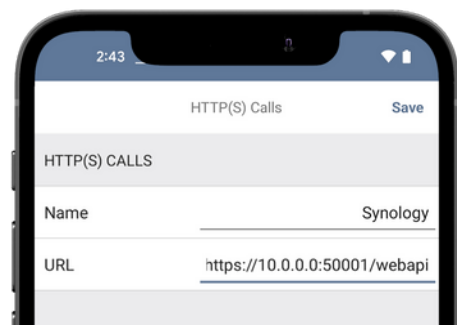 2:43
HTTP(S) Calls Save
HTTP(S) CALLS
Name Synology
URL https://10.0.0.0:50001/webapi